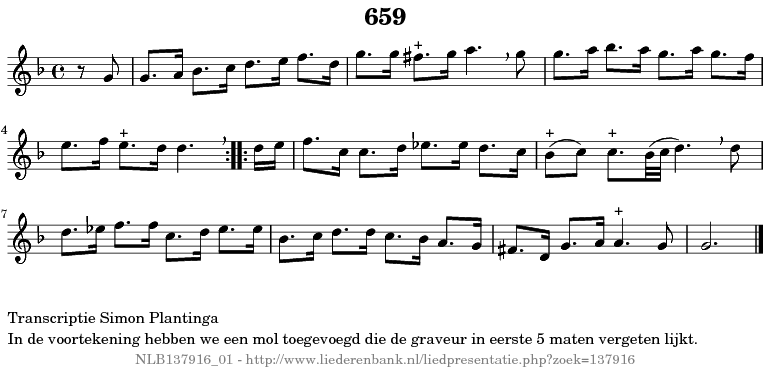 659
4
7
Transcriptie Simon Plantinga
In de voortekening hebben we een mol toegevoegd die de graveur in eerste 5 maten vergeten lijkt.
NLB137916_01 - http://www.liederenbank.nl/liedpresentatie.php?zoek=137916